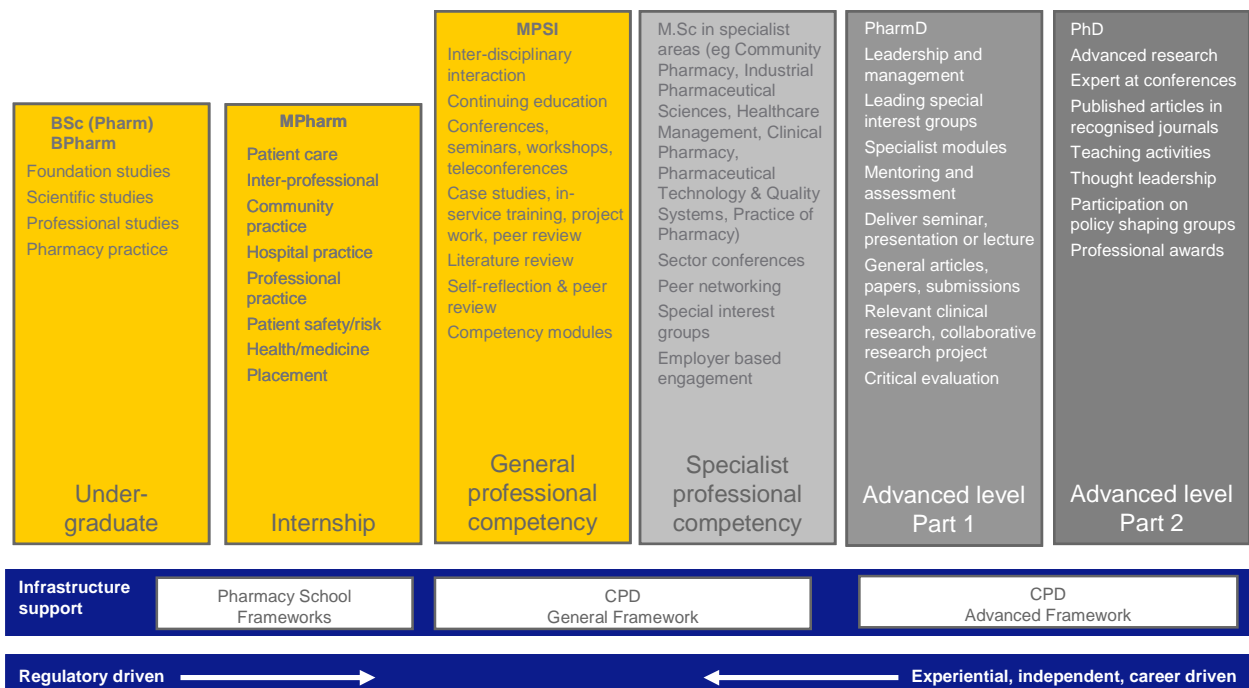 BSc (Pharm)
BPharm
Foundation studies
Scientific studies
Professional studies
Pharmacy practice
Under-
graduate
MPharm
Patient care
Inter-professional
Community
practice
Hospital practice
Professional
practice
Patient safety/risk
Health/medicine
Placement
Internship
MPSI
Inter-disciplinary
interaction
Continuing education
Conferences,
seminars, workshops,
teleconferences
Case studies, in-
service training, project
work, peer review
Literature review
Self-reflection & peer
review
Competency modules
General
professional
competency
M.Sc in specialist
areas (eg Community
Pharmacy, Industrial
Pharmaceutical
Sciences, Healthcare
Management, Clinical
Pharmacy,
Pharmaceutical
Technology & Quality
Systems, Practice of
Pharmacy)
Sector conferences
Peer networking
Special interest
groups
Employer based
engagement
Specialist
professional
competency
PharmD
Leadership and
management
Leading special
interest groups
Specialist modules
Mentoring and
assessment
Deliver seminar,
presentation or lecture
General articles,
papers, submissions
Relevant clinical
research, collaborative
research project
Critical evaluation
Advanced level
Part 1
PhD
Advanced research
Expert at conferences
Published articles in
recognised journals
Teaching activities
Thought leadership
Participation on
policy shaping groups
Professional awards
Advanced level
Part 2
Infrastructure
support
Pharmacy School
Frameworks
CPD
General Framework
CPD
Advanced Framework
Regulatory driven
Experiential, independent, career driven